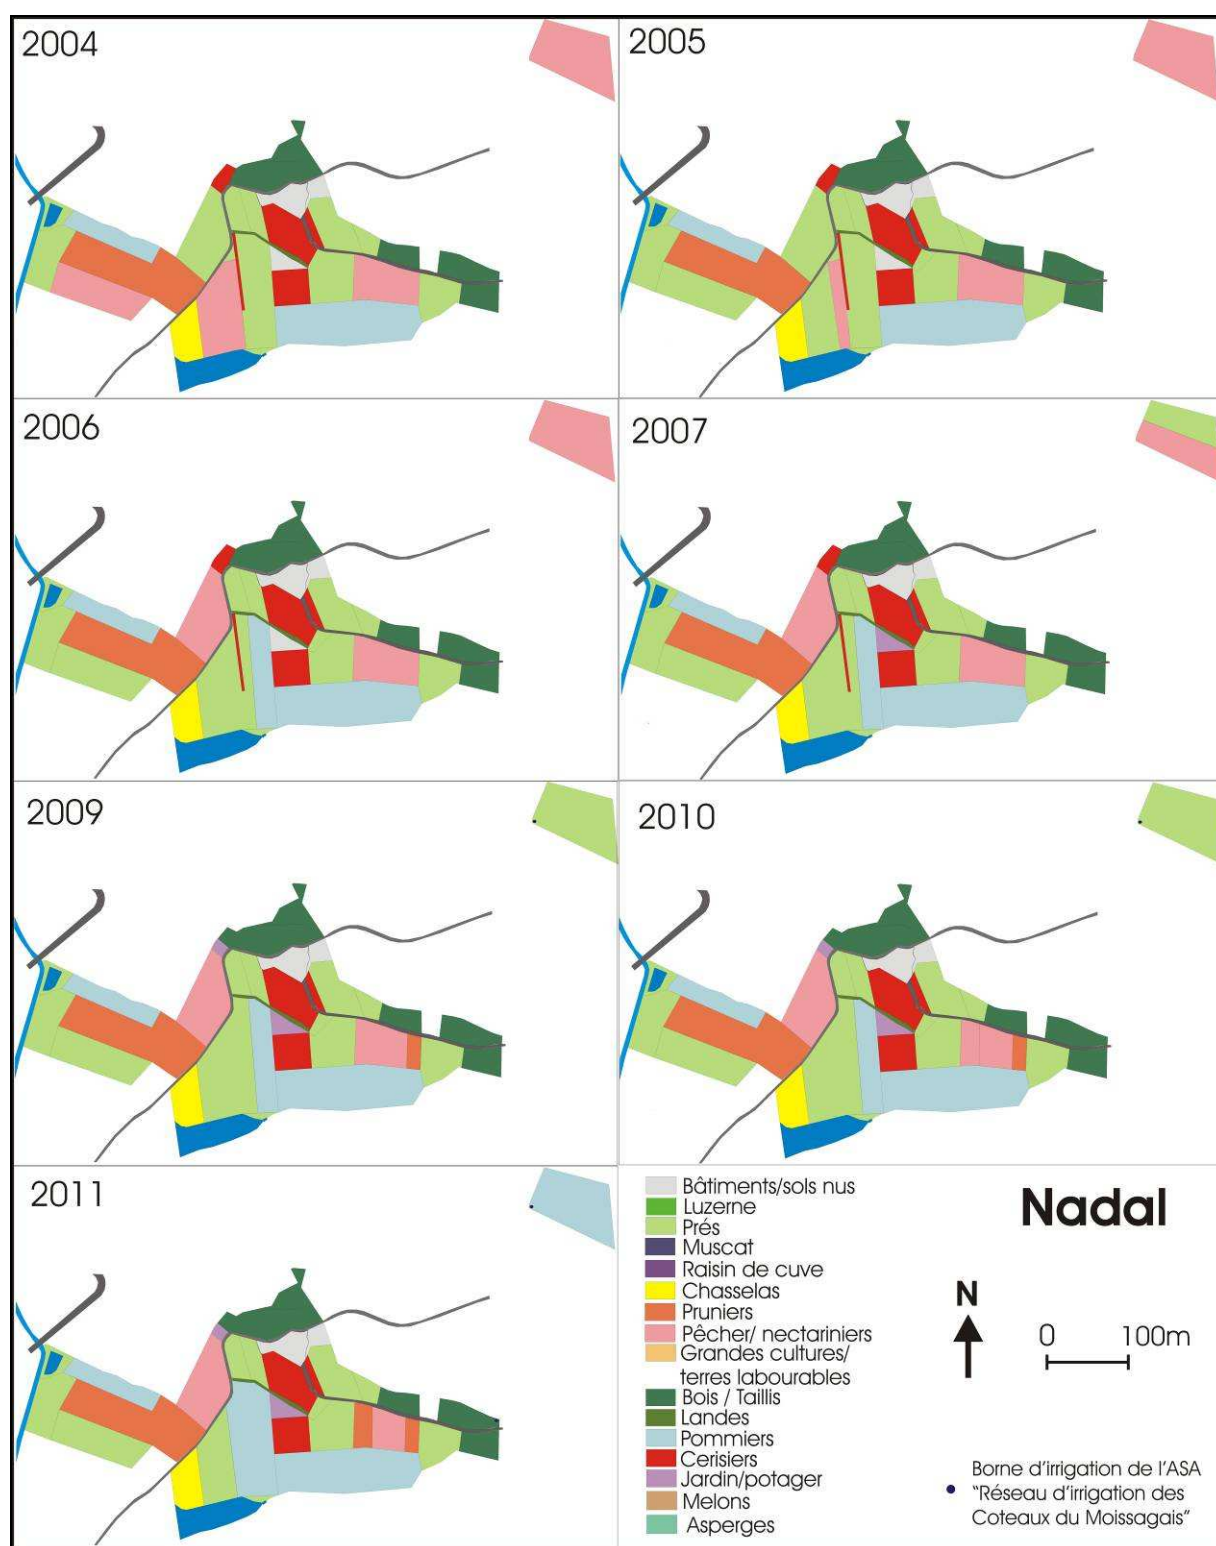 2004
2005
2006
2007
2009
2010
2011
Bâtiments/sols nus
Luzerne
Prés
Muscat
Raisin de cuve
Chasselas
Pruniers
Pêcher/ nectariniers
Grandes cultures/
terres labourables
Bois / Taillis
Landes
Pommiers
Cerisiers
Jardin/potager
Melons
Asperges
Nadal
N
0 100m
Borne d'irrigation de l'ASA
"Réseau d'irrigation des
Coteaux du Moissagais"